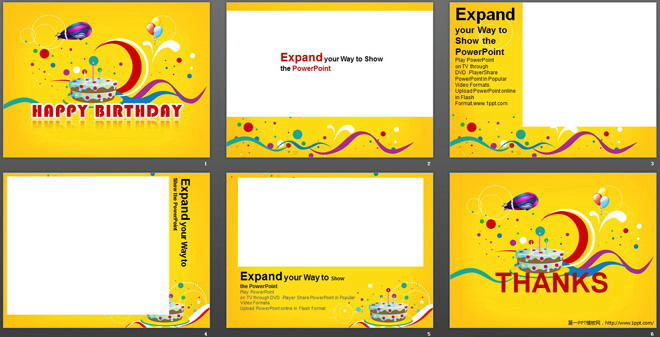 HAPPY BIRTHDAY
1
Expand your Way to Show
the PowerPoint
2
Expand
your Way to
Show the
PowerPoint
Play PowerPoint
on TV through
DVD .PlayerShare
PowerPoint in Popular
Video Formats
Upload PowerPoint online
in Flash
Format www.1ppt.com
3
Expand your Way to
Show the PowerPoint
4
Expand your Way to Show
the PowerPoint
Play PowerPoint
on TV through DVD .Player Share PowerPoint in Popular
Video Formats
Upload PowerPoint online in Flash Format
5
THANKS
第一PPT模板网，http://www.1ppt.com/
6